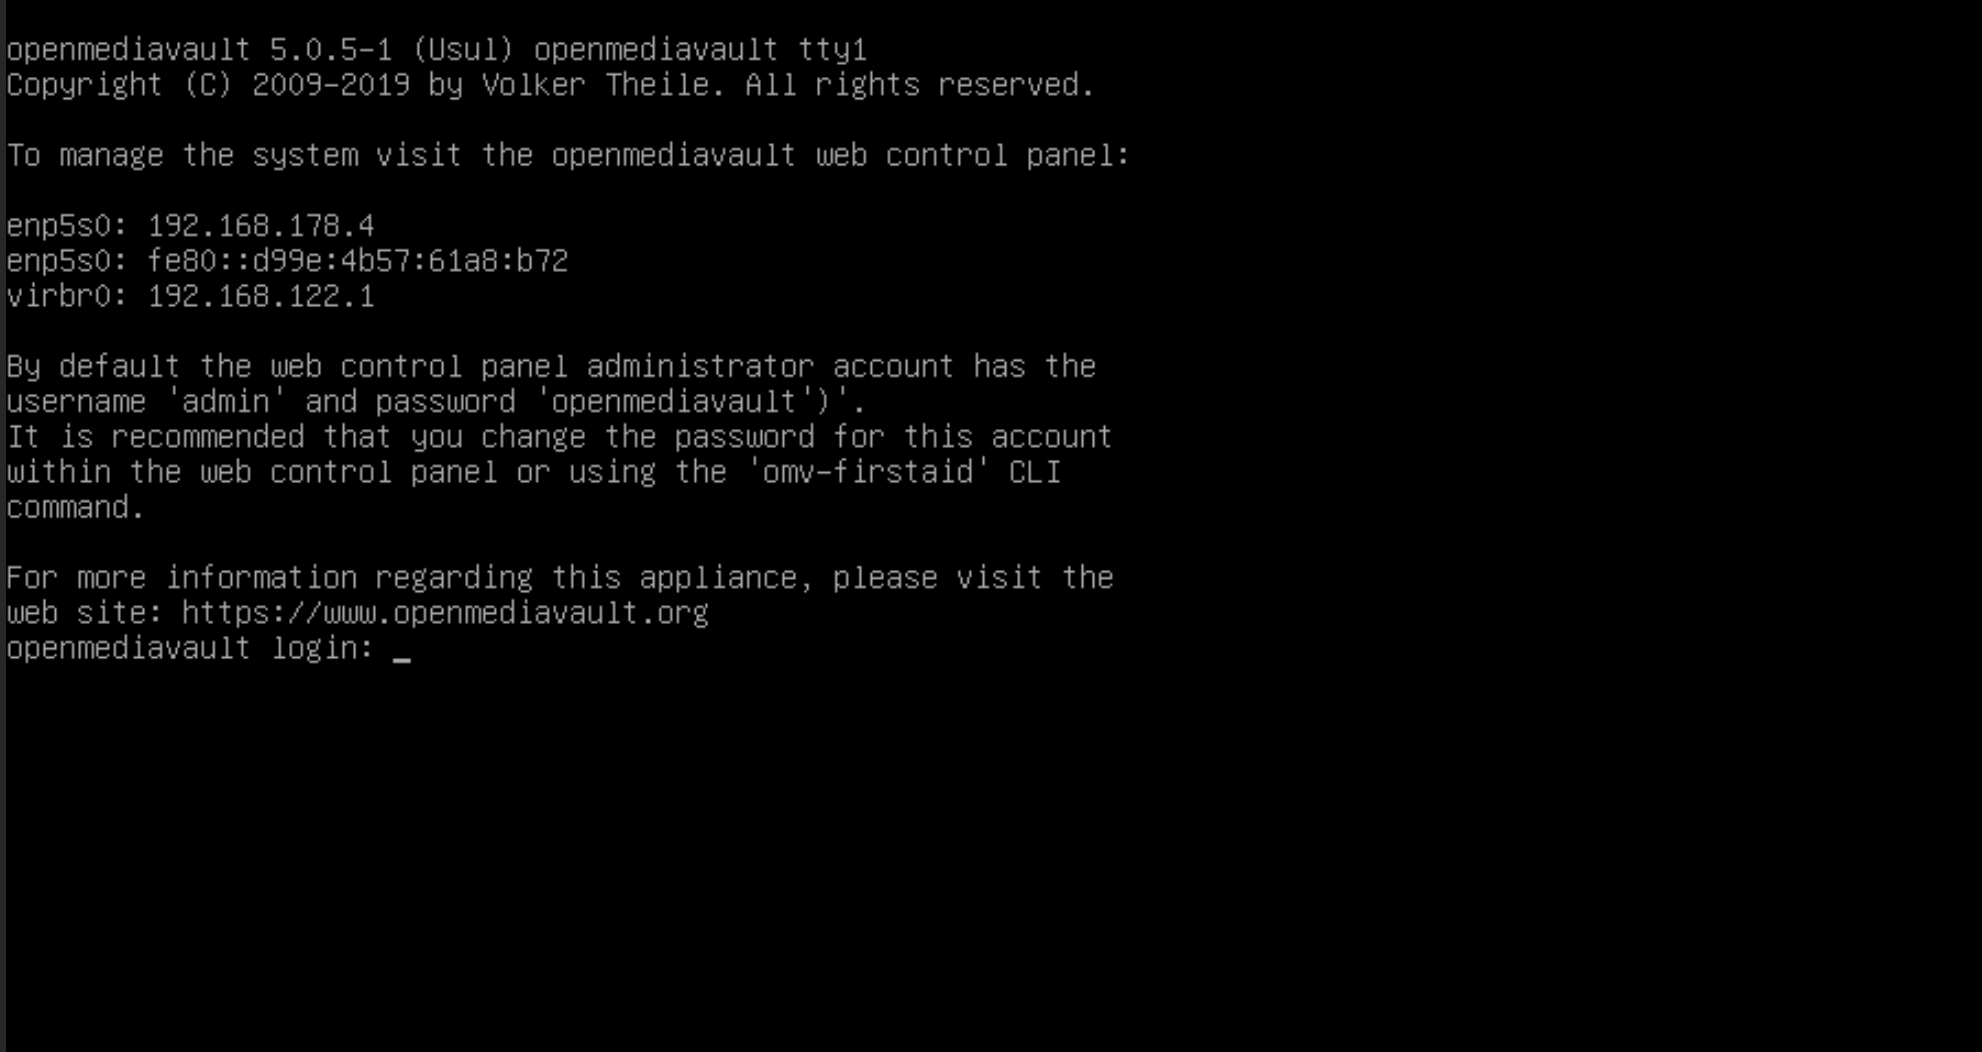 openmediavault 5.0.5-1 (Usul) openmediavault tty1
Copyright (C) 2009-2019 by Volker Theile. All rights reserved.
To manage the system visit the openmediavault web control panel:
enp5s0: 192.168.178.4
enp5s0: fe80::d99e:4b57:61a8:b72
virbr0: 192.168.122.1
By default the web control panel administrator account has the
username 'admin' and password 'openmediavault')'.
It is recommended that you change the password for this account
within the web control panel or using the 'omv-firstaid' CLI
command.
For more information regarding this appliance, please visit the
web site: https://www.openmediavault.org
openmediavault login: _